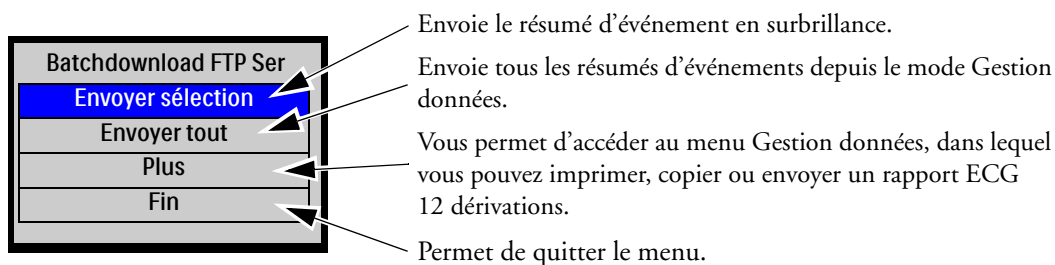 Batchdownload FTP Ser
Envoyer sélection
Envoyer tout
Plus
Fin
Envoie le résumé d’événement en surbrillance.
Envoie tous les résumés d’événements depuis le mode Gestion
données.
Vous permet d’accéder au menu Gestion données, dans lequel
vous pouvez imprimer, copier ou envoyer un rapport ECG
12 dérivations.
Permet de quitter le menu.